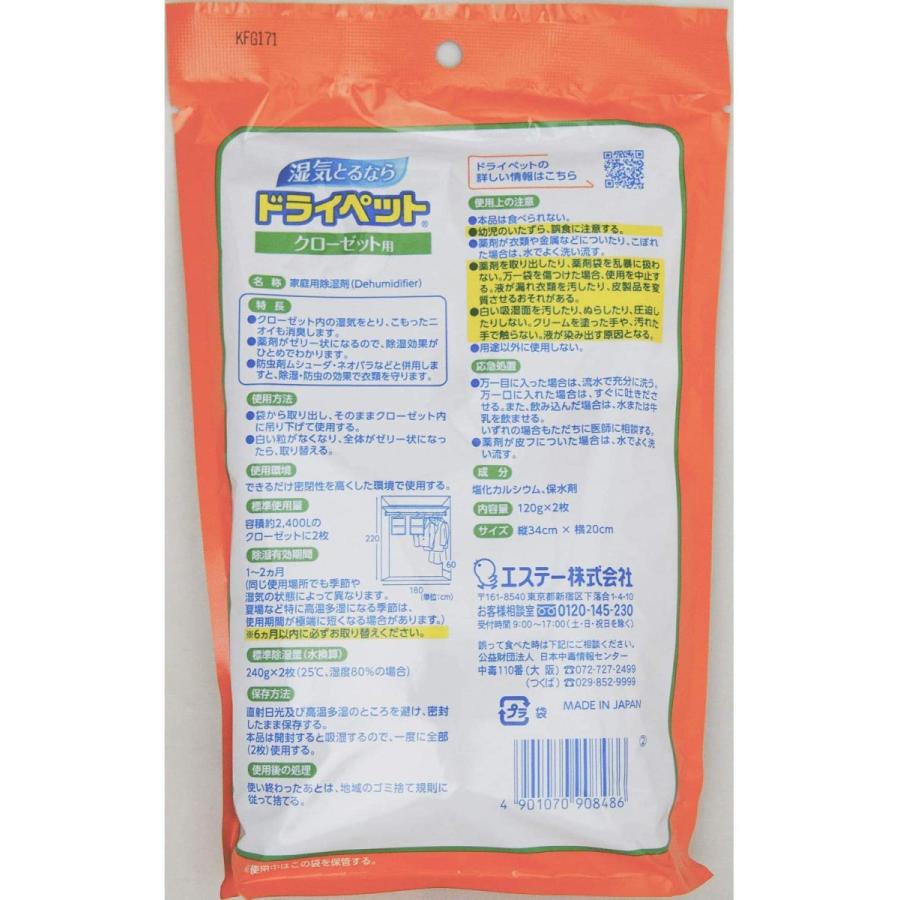 KFG171
湿気とるなら
ドライペット®
クローゼット用
名 称 家庭用除湿剤(Dehumidifier)
特 長
●クローゼット内の湿気をとり、こもったニ
オイも消臭します。
●薬剤がゼリー状になるので、除湿効果が
ひとめでわかります。
●防虫剤ムシューダ・ネオパラなどと併用しま
すと、除湿・防虫の効果で衣類を守ります。
使用方法
●袋から取り出し、そのままクローゼット内
に吊り下げて使用する。
●白い粒がなくなり、全体がゼリー状になっ
たら、取り替える。
使用環境
できるだけ密閉性を高くした環境で使用する。
標準使用量
容積約2,400Lの
クローゼットに2枚
220
60
180
(単位:cm)
除湿有効期間
1〜2ヵ月
(同じ使用場所でも季節や
湿気の状態によって異なります。
夏場など特に高温多湿になる季節は、
使用期間が極端に短くなる場合があります。)
※6ヵ月以内に必ずお取り替えください。
標準除湿量(水換算)
240g×2枚(25℃、湿度80%の場合)
保存方法
直射日光及び高温多湿のところを避け、密封
したまま保存する。
本品は開封すると吸湿するので、一度に全部
(2枚)使用する。
使用後の処理
使い終わったあとは、地域のゴミ捨て規則に
従って捨てる。
※使用中はこの袋を保管する。
ドライペットの
詳しい情報はこちら
使用上の注意
●本品は食べられない。
●幼児のいたずら、誤食に注意する。
●薬剤が衣類や金属などについたり、こぼれ
た場合は、水でよく洗い流す。
●薬剤を取り出したり、薬剤袋を乱暴に扱わ
ない。万一袋を傷つけた場合、使用を中止す
る。液が漏れ衣類を汚したり、皮製品を変
質させるおそれがある。
●白い吸湿面を汚したり、ぬらしたり、圧迫
したりしない。クリームを塗った手や、汚れた
手で触らない。液が染み出す原因となる。
●用途以外に使用しない。
応急処置
●万一目に入った場合は、流水で充分に洗う。
万一口に入れた場合は、すぐに吐きださ
せる。また、飲み込んだ場合は、水または牛
乳を飲ませる。
いずれの場合もただちに医師に相談する。
●薬剤が皮フについた場合は、水でよく洗
い流す。
成 分
塩化カルシウム、保水剤
内容量 120g×2枚
サイズ 縦34cm × 横20cm
エステー株式会社
〒161-8540 東京都新宿区下落合1-4-10
お客様相談室 0120-145-230
受付時間 9:00〜17:00(土・日・祝日を除く)
誤って食べた時は下記にご相談ください。
公益財団法人 日本中毒情報センター
中毒110番(大 阪)☎072-727-2499
(つくば)☎029-852-9999
プラ 袋 MADE IN JAPAN
②
4 901070 908486